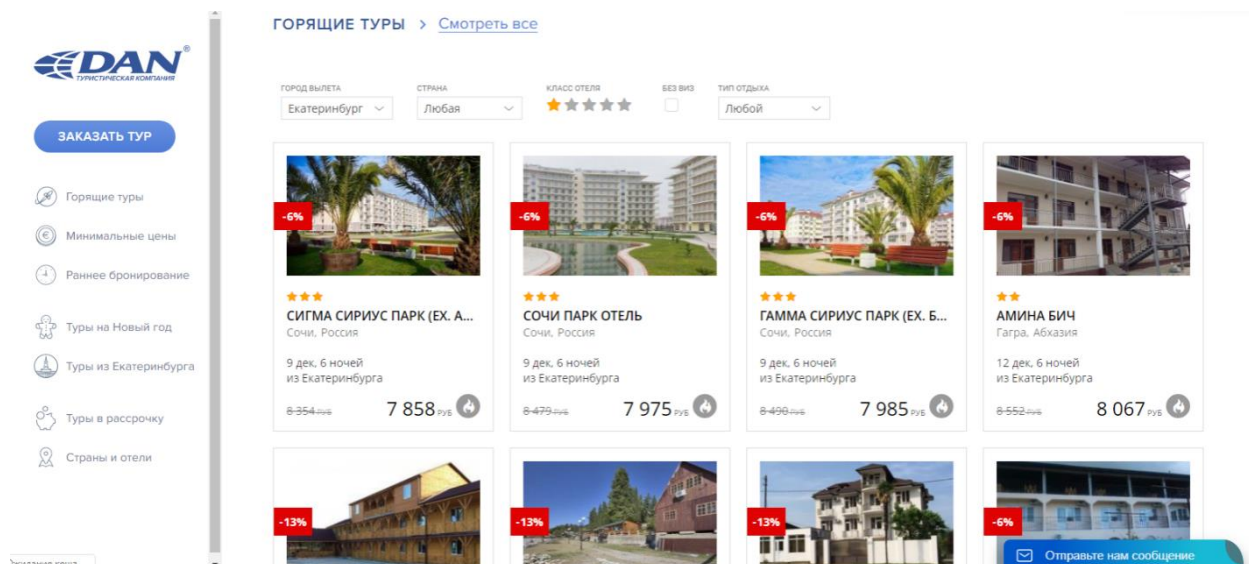 ГОРЯЩИЕ ТУРЫ > Смотреть все
DAN®
ТУРИСТИЧЕСКАЯ КОМПАНИЯ
ЗАКАЗАТЬ ТУР
Горящие туры
Минимальные цены
Раннее бронирование
Туры на Новый год
Туры из Екатеринбурга
Туры в рассрочку
Страны и отели
ГОРОД ВЫЛЕТА
Екатеринбург
СТРАНА
Любая
КЛАСС ОТЕЛЯ
БЕЗ ВИЗ
ТИП ОТДЫХА
Любой
-6%
СИГМА СИРИУС ПАРК (EX. А...
Сочи, Россия
9 дек, 6 ночей
из Екатеринбурга
8 354 РУБ 7 858 РУБ
-6%
СОЧИ ПАРК ОТЕЛЬ
Сочи, Россия
9 дек, 6 ночей
из Екатеринбурга
8 479 РУБ 7 975 РУБ
-6%
ГАММА СИРИУС ПАРК (EX. Б...
Сочи, Россия
9 дек, 6 ночей
из Екатеринбурга
8 490 РУБ 7 985 РУБ
-6%
АМИНА БИЧ
Гагра, Абхазия
12 дек, 6 ночей
из Екатеринбурга
8 552 РУБ 8 067 РУБ
-13%
-13%
-13%
-6%
Отправьте нам сообщение